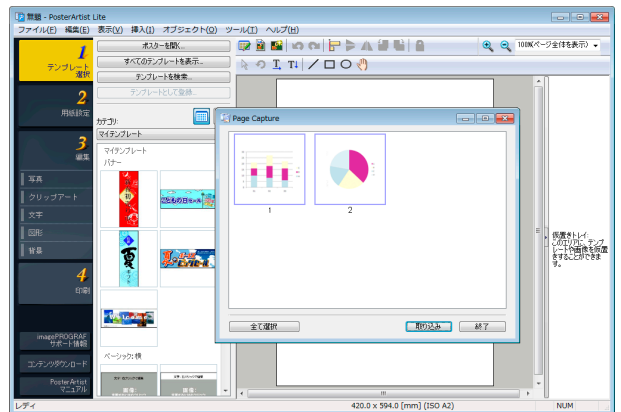 無題 - PosterArtist Lite
ファイル(F) 編集(E) 表示(V) 挿入(I) オブジェクト(O) ツール(T) ヘルプ(H)
100%(ページ全体を表示)
1
テンプレート
選択
2
用紙設定
3
編集
写真
クリップアート
文字
図形
背景
4
印刷
imagePROGRAF
サポート情報
コンテンツダウンロード
PosterArtist
マニュアル
ポスターを開く...
すべてのテンプレートを表示...
テンプレートを検索...
テンプレートとして登録...
カテゴリ:
マイテンプレート
マイテンプレート
バナー
こどもの日セール
夏
ベーシック:横
Page Capture
1
2
全て選択
取り込み
終了
仮置きトレイ:
このエリアに、テンプ
レートや画像を仮置
きすることができま
す。
レディ
420.0 x 594.0 [mm] (ISO A2)
NUM